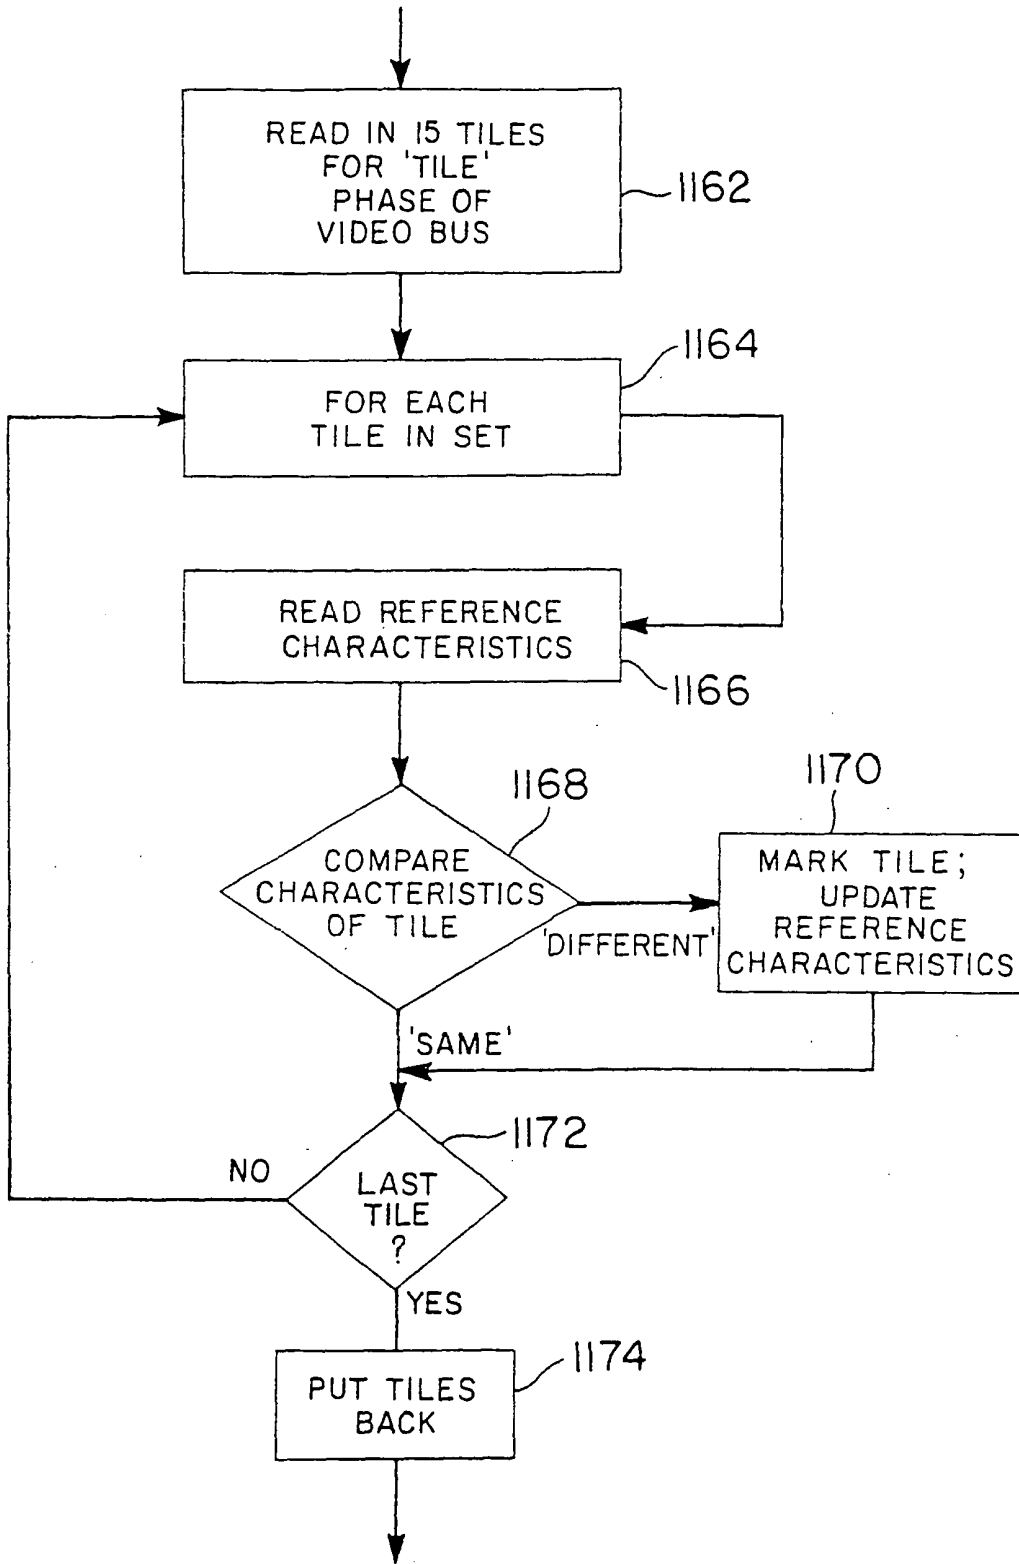 READ IN 15 TILES
FOR 'TILE'
PHASE OF
VIDEO BUS
1162
1164
FOR EACH
TILE IN SET
READ REFERENCE
CHARACTERISTICS
1166
1168
COMPARE
CHARACTERISTICS
OF TILE
'DIFFERENT'
1170
MARK TILE;
UPDATE
REFERENCE
CHARACTERISTICS
'SAME'
1172
NO
LAST
TILE
?
YES
1174
PUT TILES
BACK